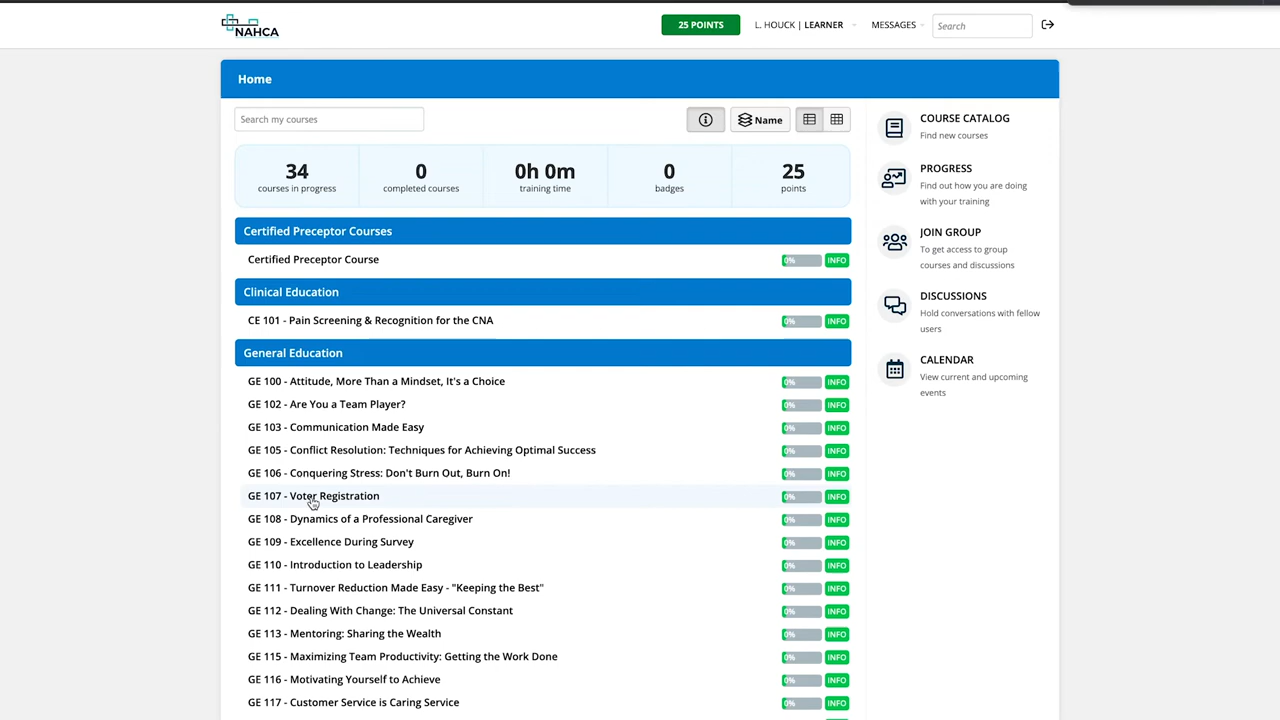 NAHCA
25 POINTS
L. HOUCK | LEARNER
MESSAGES
Search
Home
Search my courses
Name
34
courses in progress
0
completed courses
0h 0m
training time
0
badges
25
points
Certified Preceptor Courses
Certified Preceptor Course
0%
INFO
Clinical Education
CE 101 - Pain Screening & Recognition for the CNA
0%
INFO
General Education
GE 100 - Attitude, More Than a Mindset, It's a Choice
0%
INFO
GE 102 - Are You a Team Player?
0%
INFO
GE 103 - Communication Made Easy
0%
INFO
GE 105 - Conflict Resolution: Techniques for Achieving Optimal Success
0%
INFO
GE 106 - Conquering Stress: Don't Burn Out, Burn On!
0%
INFO
GE 107 - Voter Registration
0%
INFO
GE 108 - Dynamics of a Professional Caregiver
0%
INFO
GE 109 - Excellence During Survey
0%
INFO
GE 110 - Introduction to Leadership
0%
INFO
GE 111 - Turnover Reduction Made Easy - "Keeping the Best"
0%
INFO
GE 112 - Dealing With Change: The Universal Constant
0%
INFO
GE 113 - Mentoring: Sharing the Wealth
0%
INFO
GE 115 - Maximizing Team Productivity: Getting the Work Done
0%
INFO
GE 116 - Motivating Yourself to Achieve
0%
INFO
GE 117 - Customer Service is Caring Service
0%
INFO
COURSE CATALOG
Find new courses
PROGRESS
Find out how you are doing
with your training
JOIN GROUP
To get access to group
courses and discussions
DISCUSSIONS
Hold conversations with fellow
users
CALENDAR
View current and upcoming
events